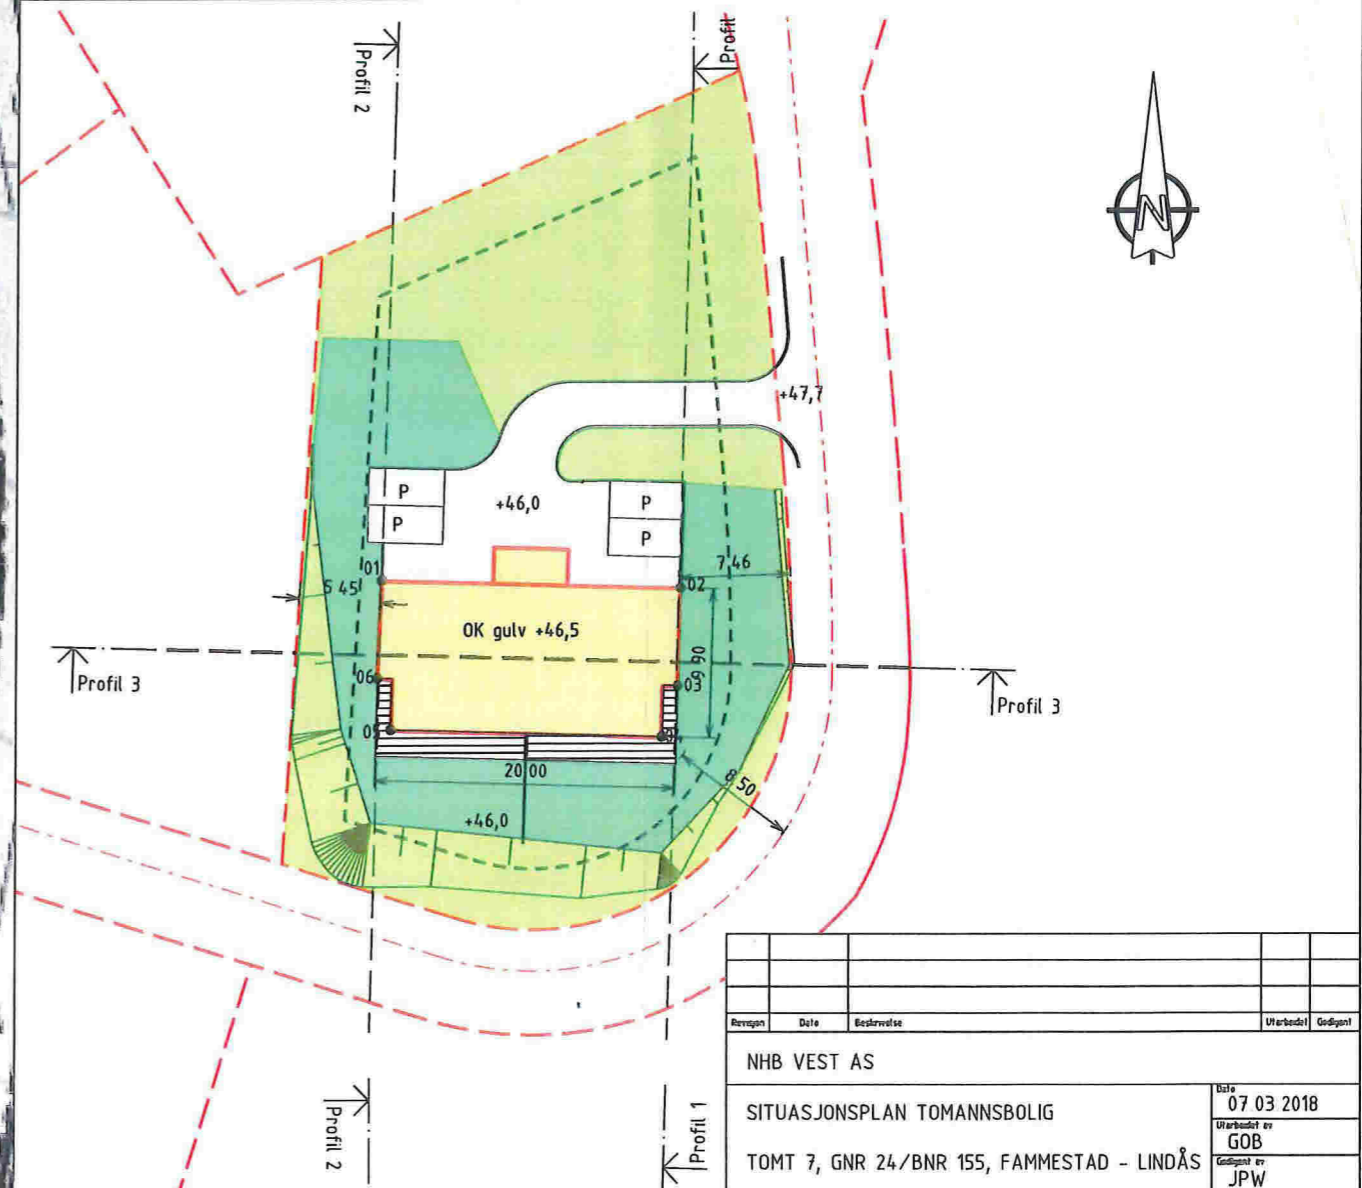 Profil 2
Profil
N
+47,7
P
P
+46,0
P
P
01
02
7,46
5 45
OK gulv +46,5
9 90
Profil 3
06
03
Profil 3
05
20 00
8 50
+46,0
Profil 2
Profil 1
Revisjon Dato Beskrivelse Utarbeidet Godkjent
NHB VEST AS
SITUASJONSPLAN TOMANNSBOLIG
Dato
07 03 2018
Utarbeidet av
GOB
TOMT 7, GNR 24/BNR 155, FAMMESTAD - LINDÅS
Godkjent av
JPW